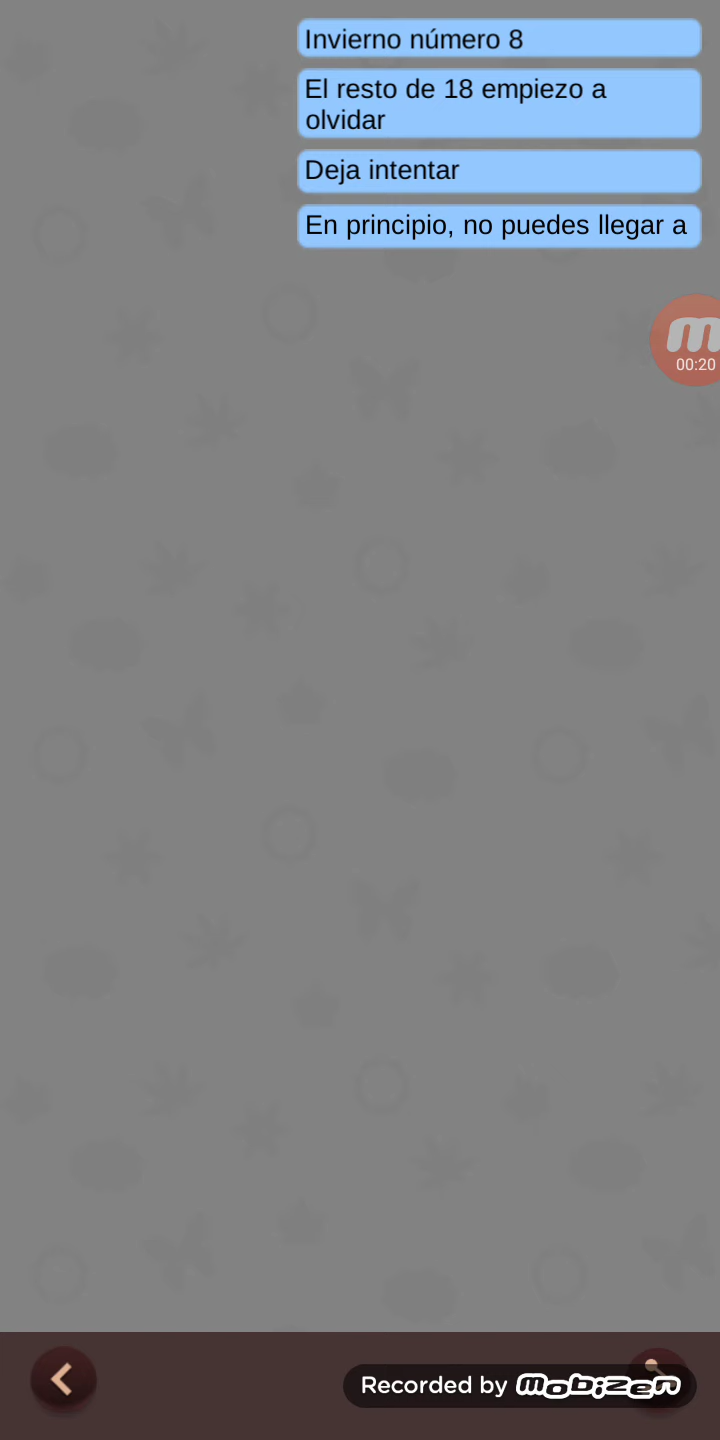 Invierno número 8
El resto de 18 empiezo a
olvidar
Deja intentar
En principio, no puedes llegar a
00:20
Recorded by mobizen